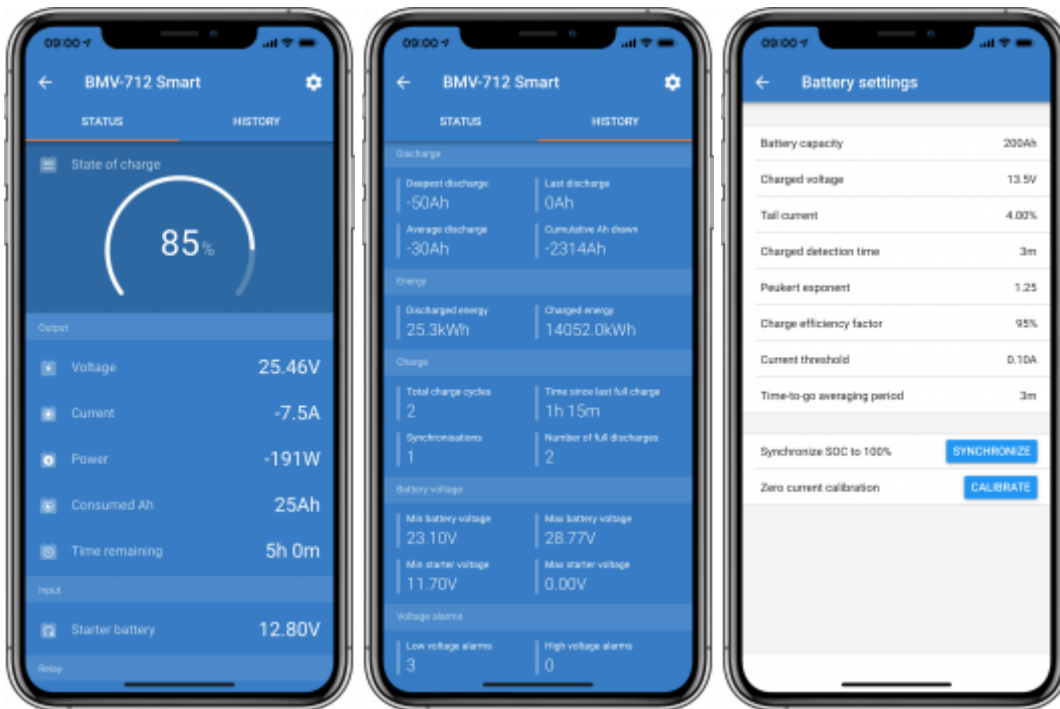 09:00
BMV-712 Smart
STATUS HISTORY
State of charge
85%
Output
Voltage 25.46V
Current -7.5A
Power -191W
Consumed Ah 25Ah
Time remaining 5h 0m
Input
Starter battery 12.80V
Relay
09:00
BMV-712 Smart
STATUS HISTORY
Discharge
Deepest discharge Last discharge
-50Ah 0Ah
Average discharge Cumulative Ah drawn
-30Ah -2314Ah
Energy
Discharged energy Charged energy
25.3kWh 14052.0kWh
Charge
Total charge cycles Time since last full charge
2 1h 15m
Synchronisations Number of full discharges
1 2
Battery voltage
Min battery voltage Max battery voltage
23.10V 28.77V
Min starter voltage Max starter voltage
11.70V 0.00V
Voltage alarms
Low voltage alarms High voltage alarms
3 0
09:00
Battery settings
Battery capacity 200Ah
Charged voltage 13.5V
Tail current 4.00%
Charged detection time 3m
Peukert exponent 1.25
Charge efficiency factor 95%
Current threshold 0.10A
Time-to-go averaging period 3m
Synchronize SOC to 100% SYNCHRONIZE
Zero current calibration CALIBRATE